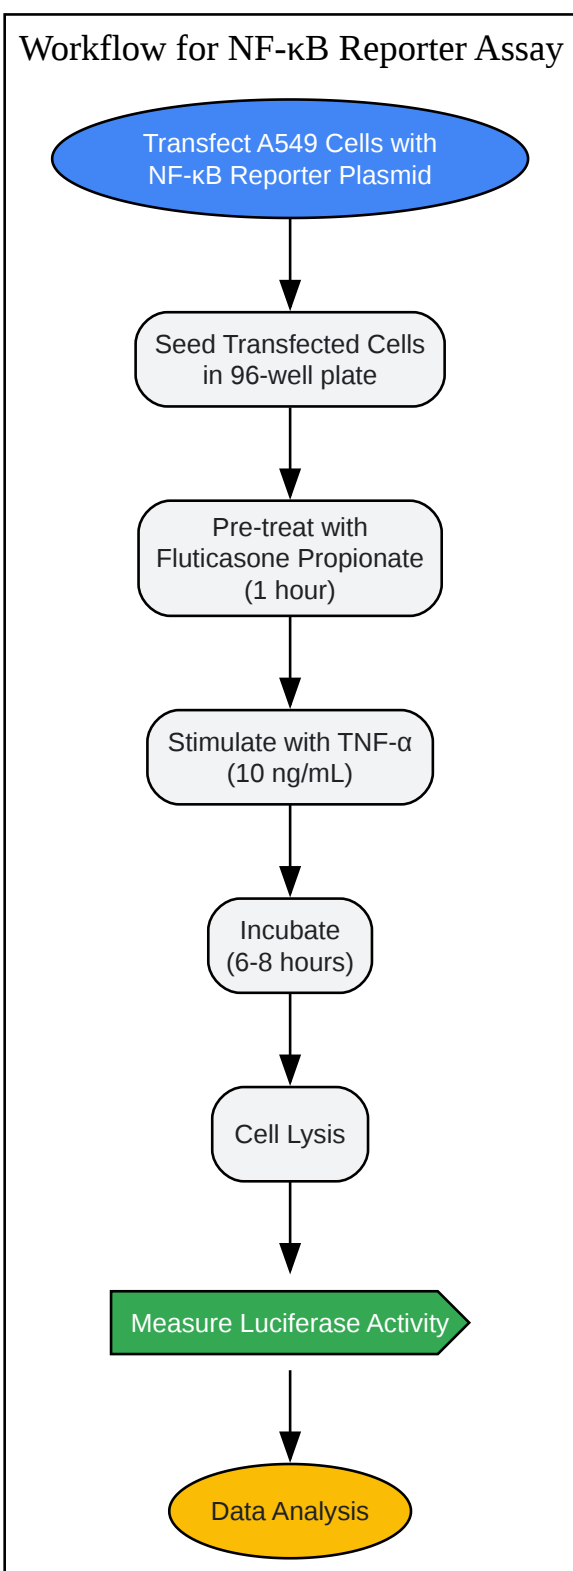 Workflow for NF-κB Reporter Assay
Transfect A549 Cells with
NF-κB Reporter Plasmid
Seed Transfected Cells
in 96-well plate
Pre-treat with
Fluticasone Propionate
(1 hour)
Stimulate with TNF-α
(10 ng/mL)
Incubate
(6-8 hours)
Cell Lysis
Measure Luciferase Activity
Data Analysis